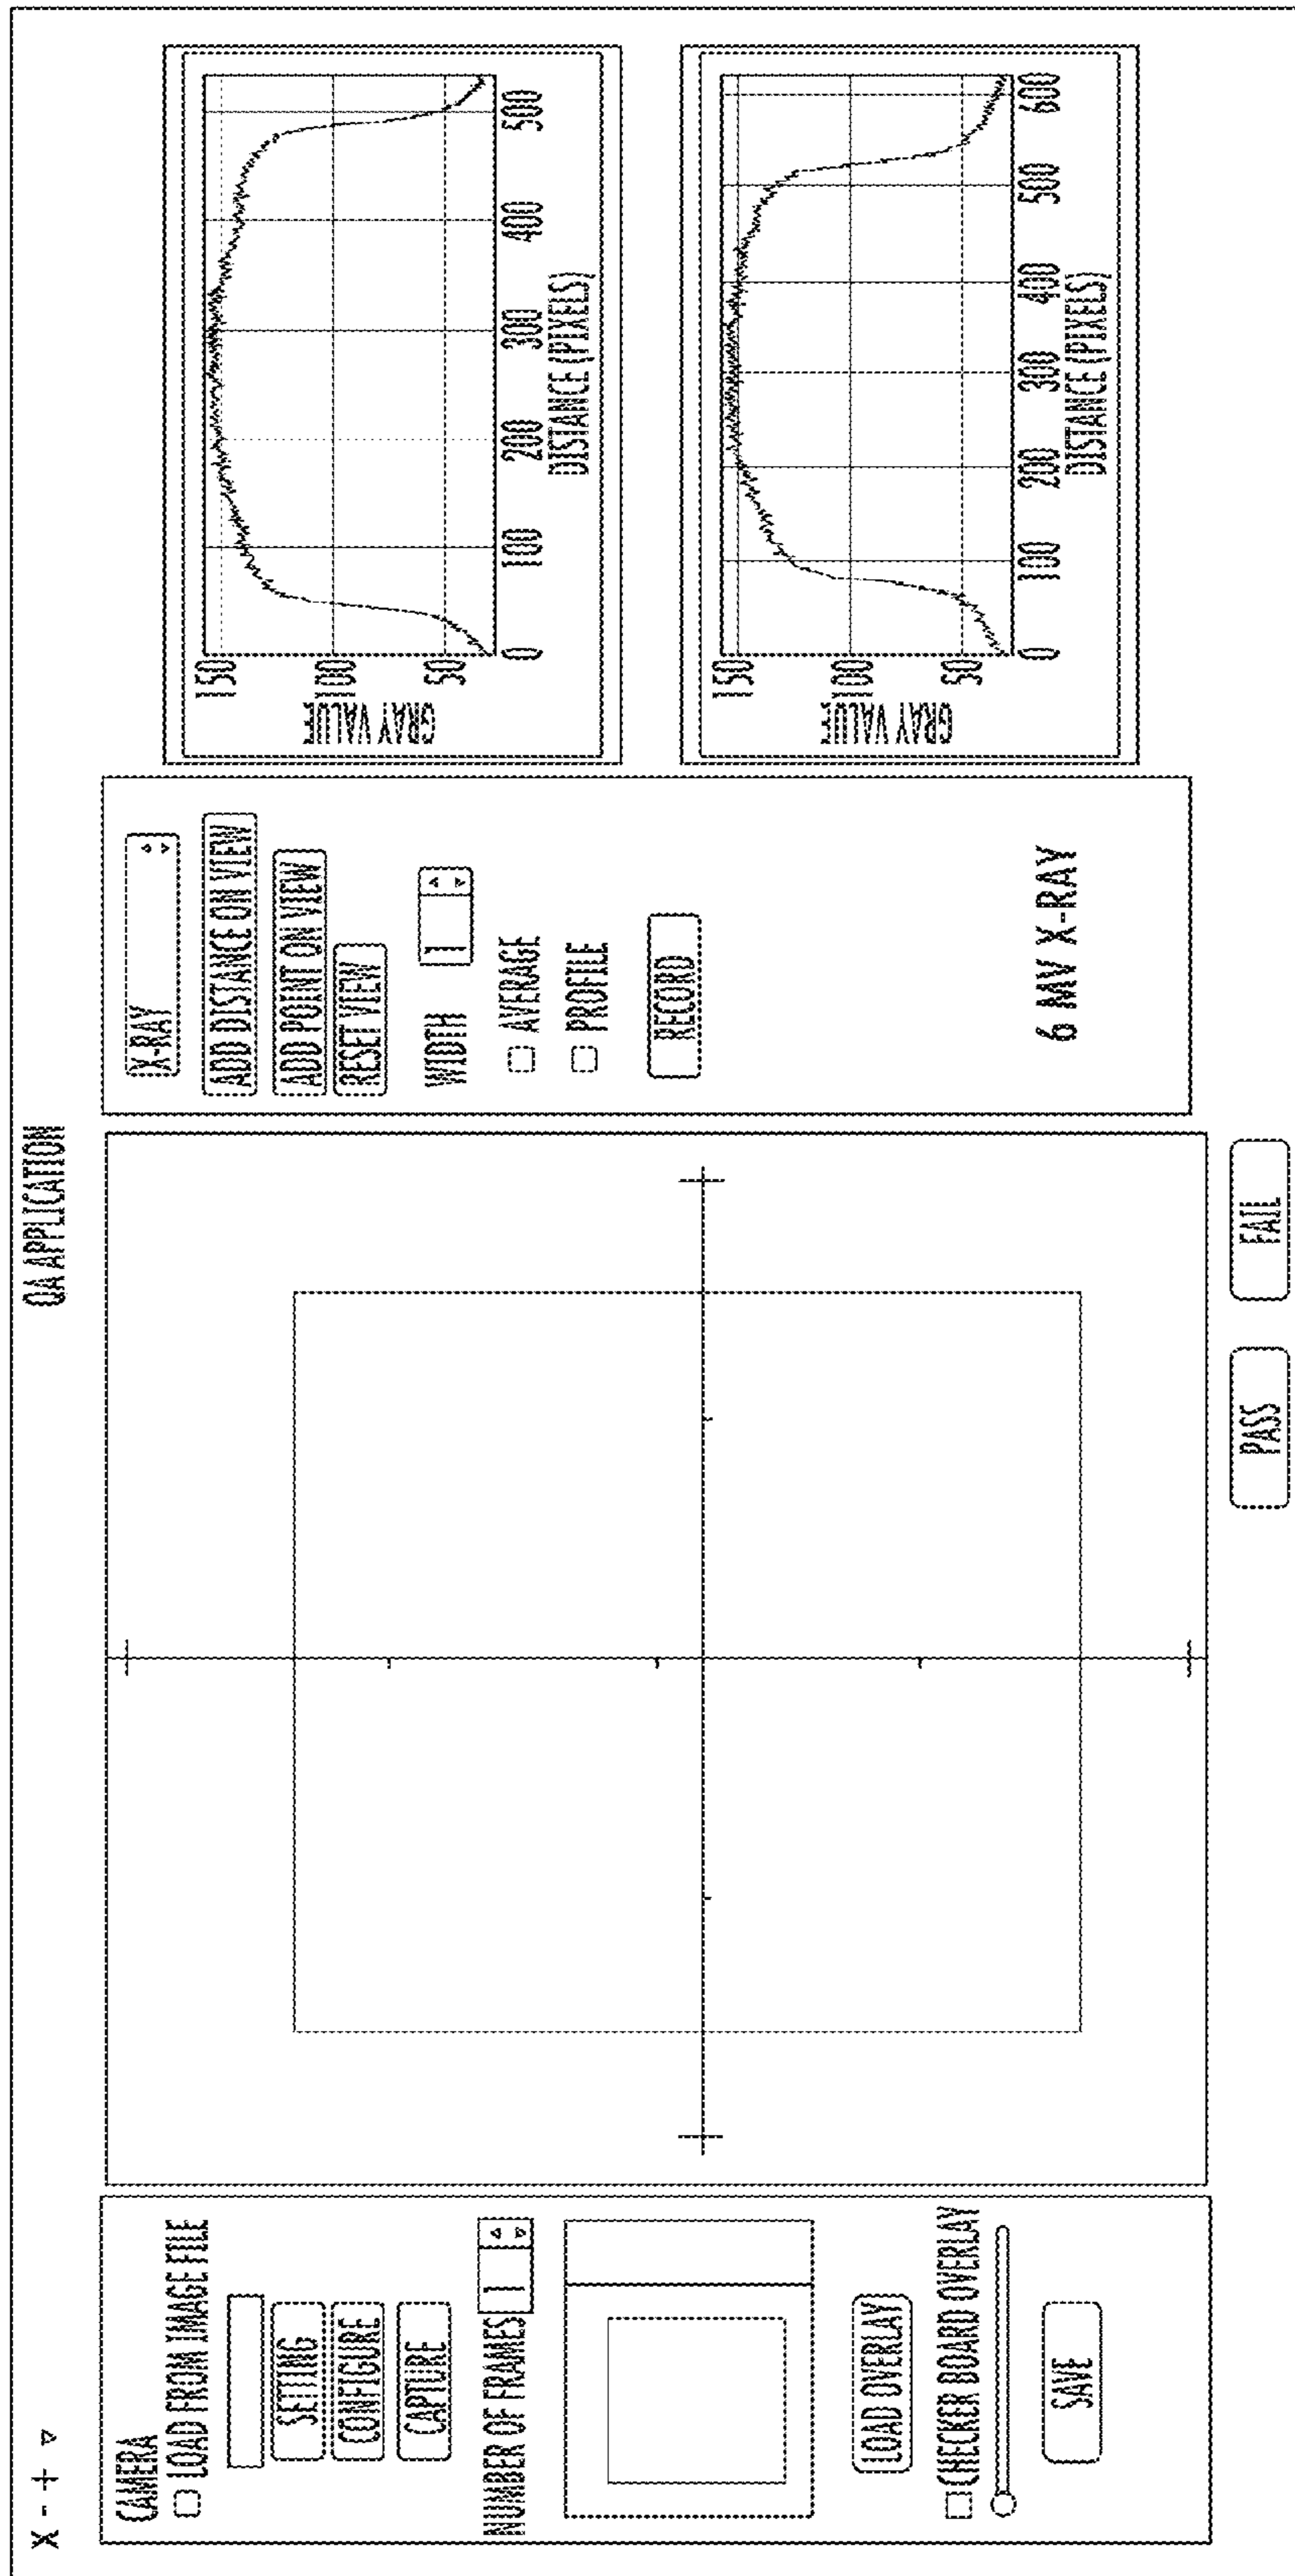 X - +
QA APPLICATION
CAMERA
LOAD FROM IMAGE FILE
SETTING
CONFIGURE
CAPTURE
NUMBER OF FRAMES 1
LOAD OVERLAY
CHECKER BOARD OVERLAY
SAVE
PASS
FAIL
X-RAY
ADD DISTANCE ON VIEW
ADD POINT ON VIEW
RESET VIEW
WIDTH 1
AVERAGE
PROFILE
RECORD
6 MV X-RAY
GRAY VALUE
150
100
50
0 100 200 300 400 500
DISTANCE (PIXELS)
GRAY VALUE
150
100
50
0 100 200 300 400 500 600
DISTANCE (PIXELS)